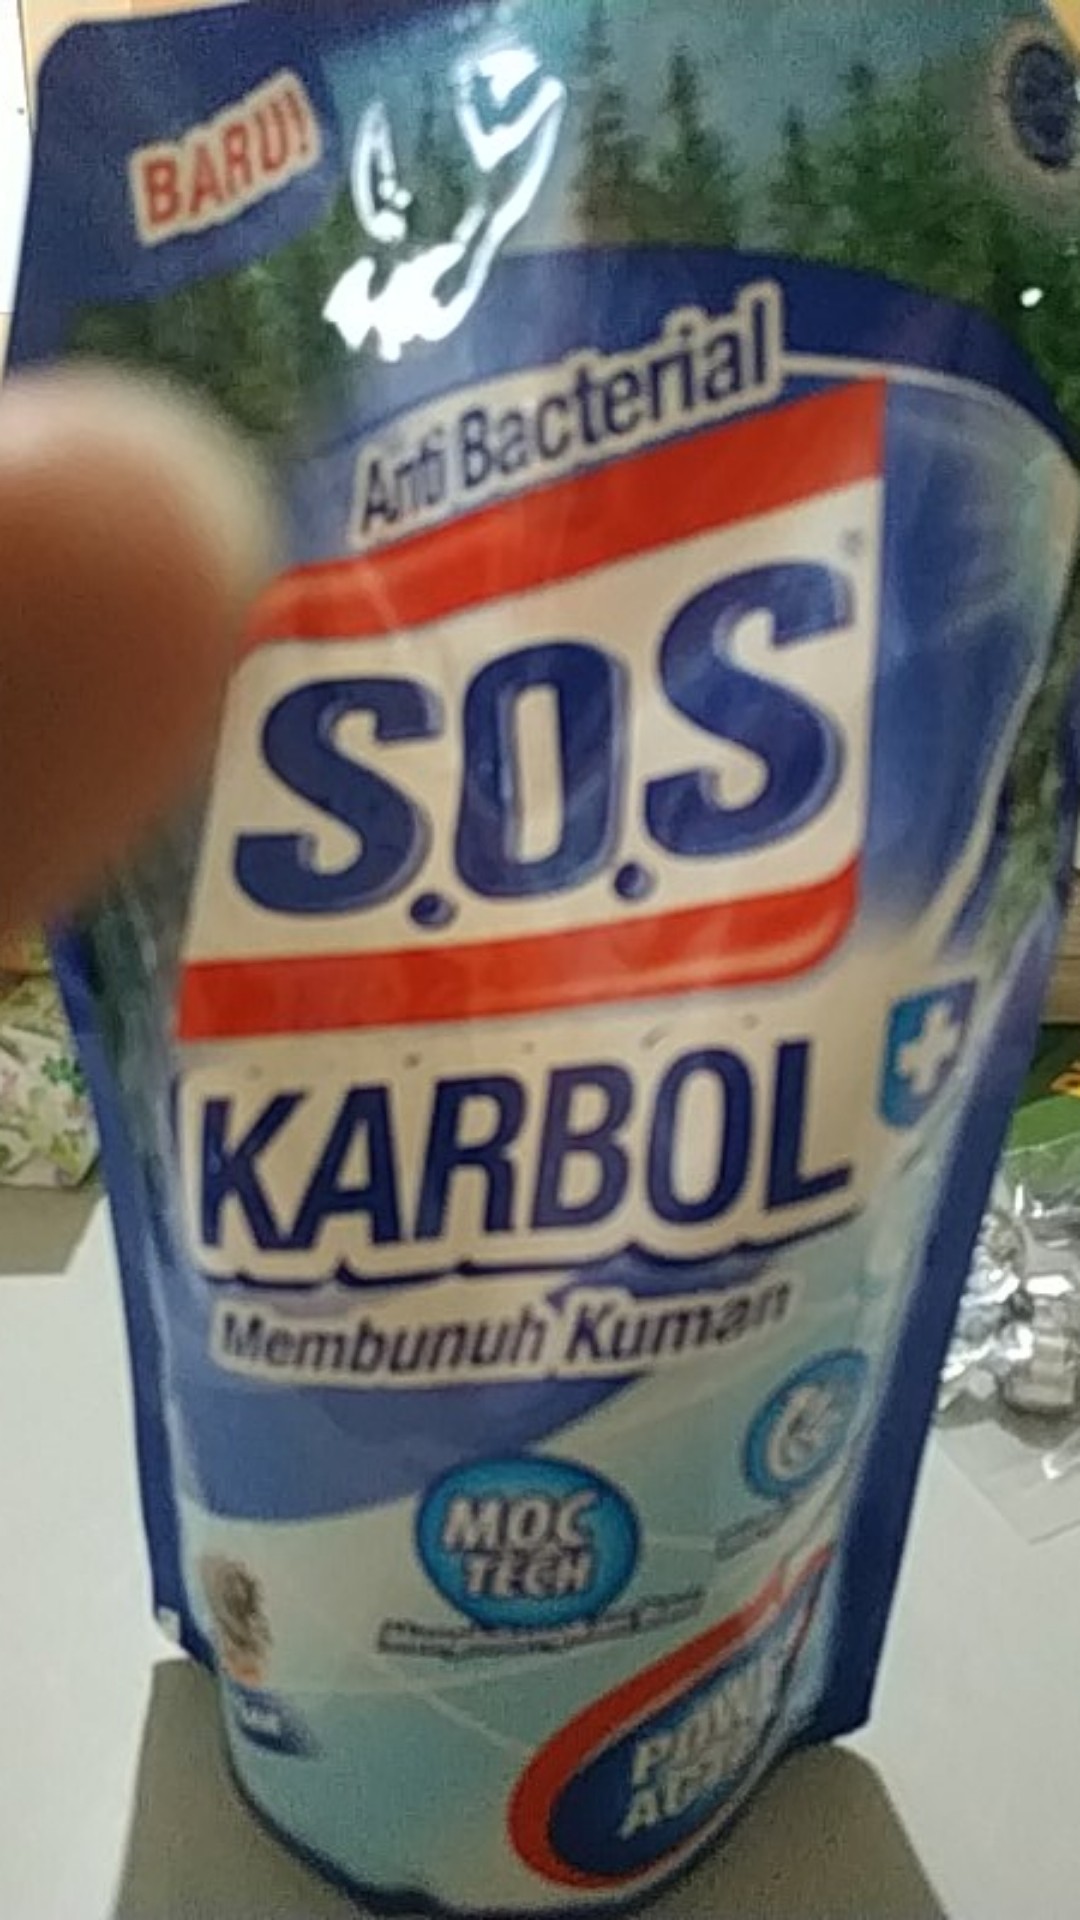 BARU!
Anti Bacterial
S.O.S
KARBOL
Membunuh Kuman
MOC
TECH